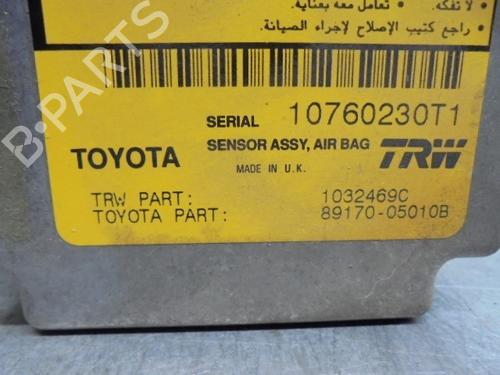 • لا تفكه. • تعامل معه بعناية.
• راجع كتيب الإصلاح لإجراء الصيانة.
SERIAL 10760230T1
TOYOTA SENSOR ASSY, AIR BAG TRW
MADE IN U.K.
TRW PART: 1032469C
TOYOTA PART: 89170-05010B
B-PARTS